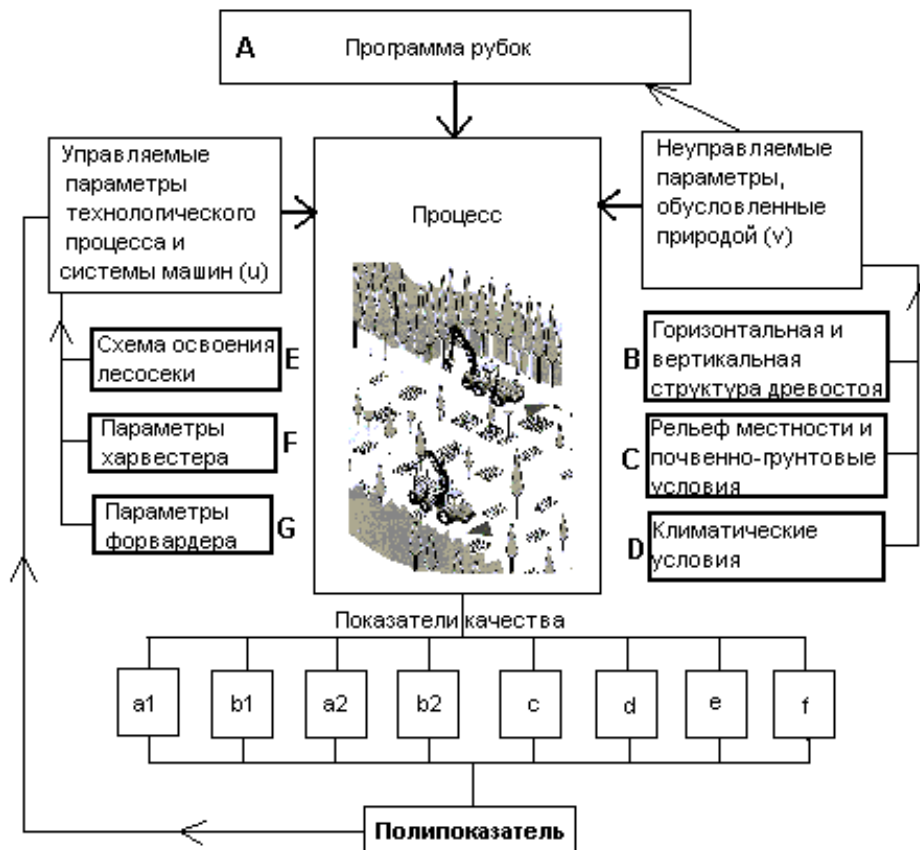 A Программа рубок
Управляемые
параметры
технологического
процесса и
системы машин (u)
Процесс
Неуправляемые
параметры,
обусловленные
природой (v)
Схема освоения
лесосеки
E
Параметры
харвестера
F
Параметры
форвардера
G
B
Горизонтальная и
вертикальная
структура древостоя
C
Рельеф местности и
почвенно-грунтовые
условия
D
Климатические
условия
Показатели качества
a1 b1 a2 b2 c d e f
Полипоказатель